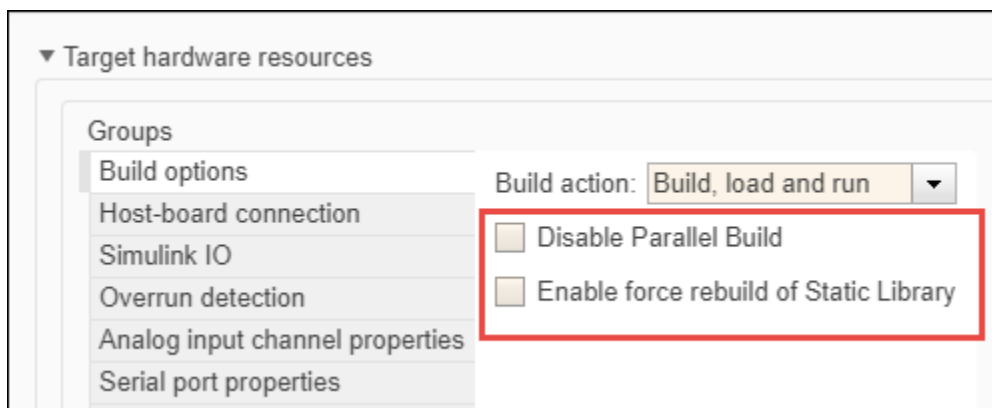 Target hardware resources
Groups
Build options
Host-board connection
Simulink IO
Overrun detection
Analog input channel properties
Serial port properties
Build action: Build, load and run
Disable Parallel Build
Enable force rebuild of Static Library